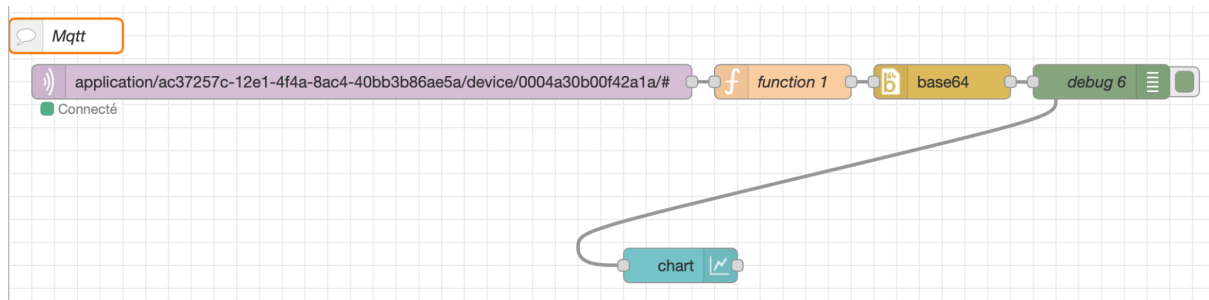 Mqtt
application/ac37257c-12e1-4f4a-8ac4-40bb3b86ae5a/device/0004a30b00f42a1a/#
function 1
base64
debug 6
Connecté
chart